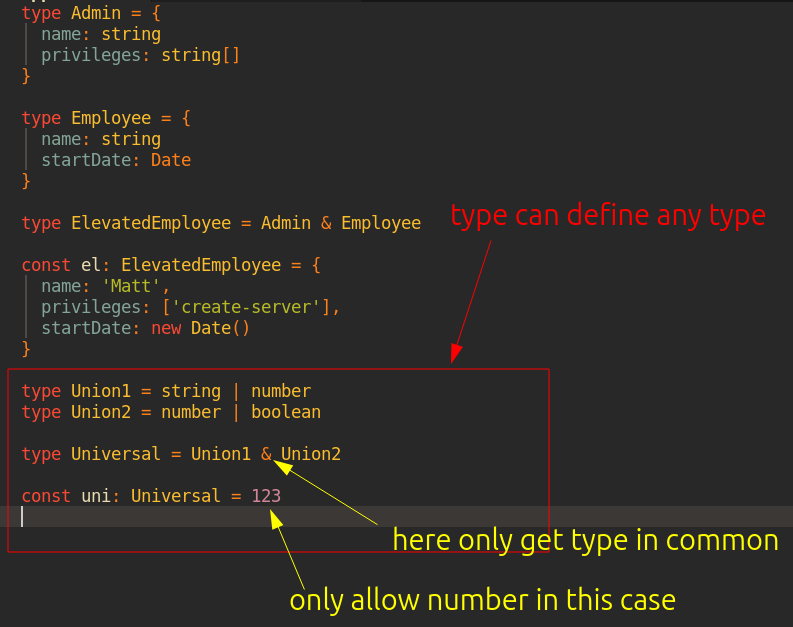 type Admin = {
name: string
privileges: string[]
}
type Employee = {
name: string
startDate: Date
}
type can define any type
type ElevatedEmployee = Admin & Employee
const el: ElevatedEmployee = {
name: 'Matt',
privileges: ['create-server'],
startDate: new Date()
}
type Union1 = string | number
type Union2 = number | boolean
type Universal = Union1 & Union2
const uni: Universal = 123
here only get type in common
only allow number in this case